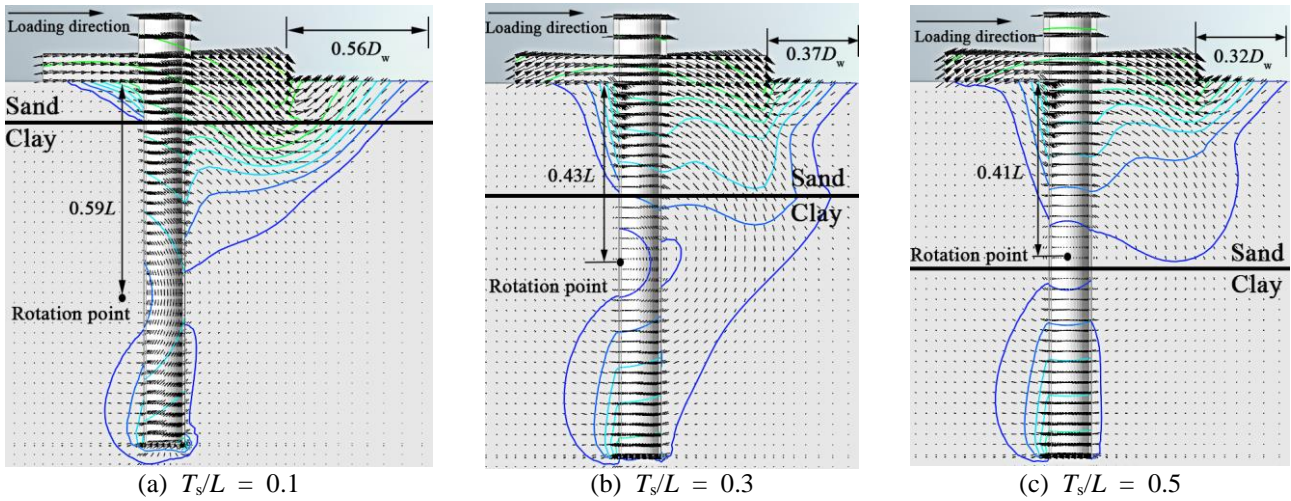 Loading direction
0.56Dw
Sand
Clay
0.59L
Rotation point
(a) Ts/L = 0.1
Loading direction
0.37Dw
0.43L
Sand
Clay
Rotation point
(b) Ts/L = 0.3
Loading direction
0.32Dw
0.41L
Rotation point
Sand
Clay
(c) Ts/L = 0.5